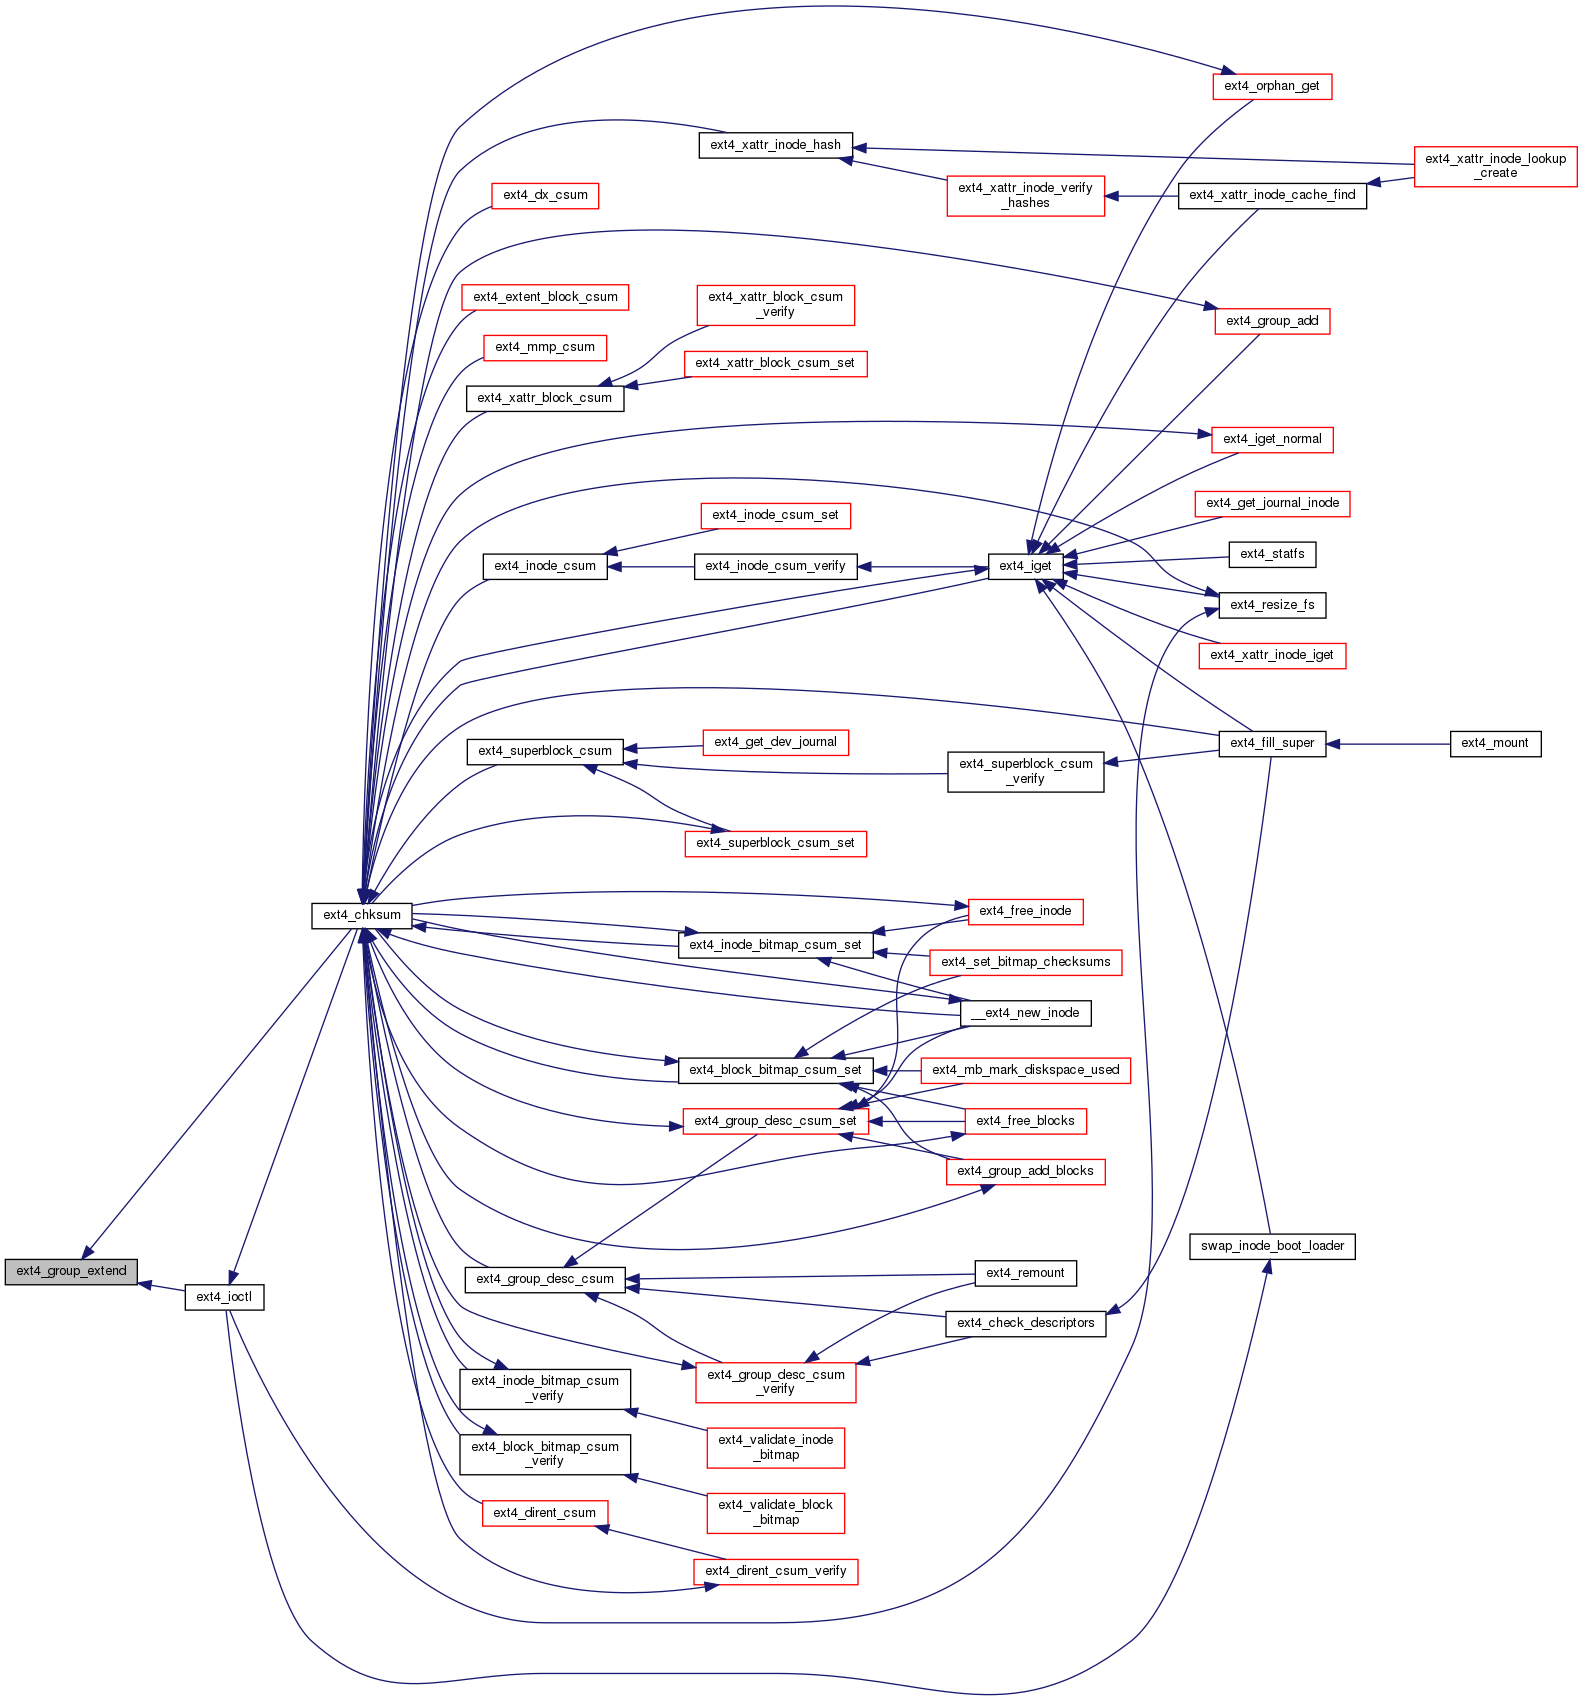 ext4_orphan_get
ext4_xattr_inode_hash
ext4_xattr_inode_lookup
_create
ext4_dx_csum
ext4_xattr_inode_verify
_hashes
ext4_xattr_inode_cache_find
ext4_extent_block_csum
ext4_xattr_block_csum
_verify
ext4_group_add
ext4_mmp_csum
ext4_xattr_block_csum_set
ext4_xattr_block_csum
ext4_iget_normal
ext4_get_journal_inode
ext4_inode_csum_set
ext4_statfs
ext4_inode_csum
ext4_inode_csum_verify
ext4_iget
ext4_resize_fs
ext4_xattr_inode_iget
ext4_superblock_csum
ext4_get_dev_journal
ext4_fill_super
ext4_mount
ext4_superblock_csum
_verify
ext4_superblock_csum_set
ext4_chksum
ext4_free_inode
ext4_inode_bitmap_csum_set
ext4_set_bitmap_checksums
__ext4_new_inode
ext4_block_bitmap_csum_set
ext4_mb_mark_diskspace_used
ext4_group_desc_csum_set
ext4_free_blocks
ext4_group_add_blocks
swap_inode_boot_loader
ext4_group_extend
ext4_group_desc_csum
ext4_remount
ext4_ioctl
ext4_check_descriptors
ext4_inode_bitmap_csum
_verify
ext4_group_desc_csum
_verify
ext4_block_bitmap_csum
_verify
ext4_validate_inode
_bitmap
ext4_dirent_csum
ext4_validate_block
_bitmap
ext4_dirent_csum_verify